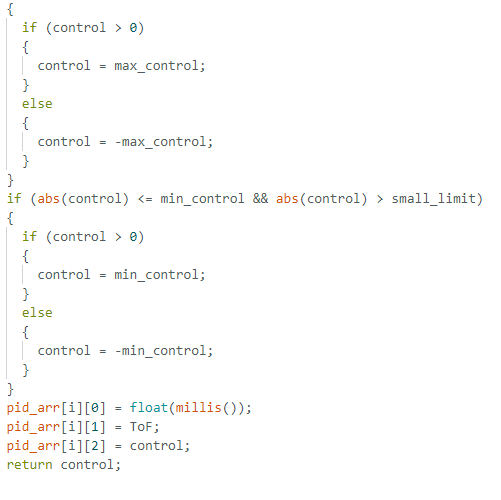 {
  if (control > 0)
  {
    control = max_control;
  }
  else
  {
    control = -max_control;
  }
}
if (abs(control) <= min_control && abs(control) > small_limit)
{
  if (control > 0)
  {
    control = min_control;
  }
  else
  {
    control = -min_control;
  }
}
pid_arr[i][0] = float(millis());
pid_arr[i][1] = ToF;
pid_arr[i][2] = control;
return control;